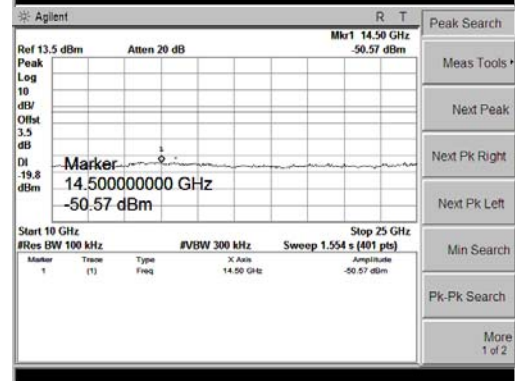 Agilent R T
Mkr1 14.50 GHz
Ref 13.5 dBm Atten 20 dB -50.57 dBm
Peak
Log
10
dB/
Offst
3.5
dB
DI
-19.8
dBm
1
Marker
14.500000000 GHz
-50.57 dBm
Start 10 GHz Stop 25 GHz
#Res BW 100 kHz #VBW 300 kHz Sweep 1.554 s (401 pts)
Marker Trace Type X Axis Amplitude
1 (1) Freq 14.50 GHz -50.57 dBm
Peak Search
Meas Tools
Next Peak
Next Pk Right
Next Pk Left
Min Search
Pk-Pk Search
More
1 of 2